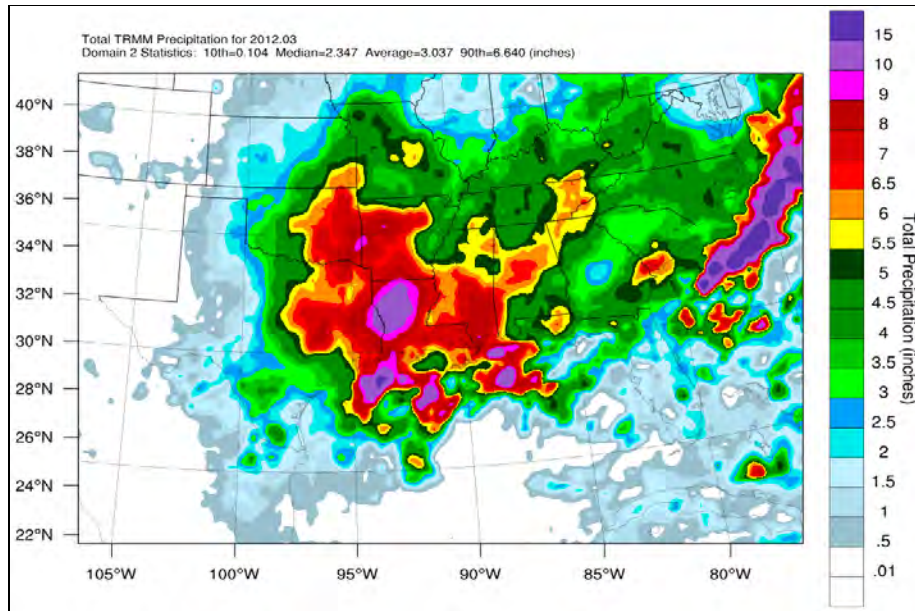 Total TRMM Precipitation for 2012.03
Domain 2 Statistics: 10th=0.104 Median=2.347 Average=3.037 90th=6.640 (inches)
40°N
38°N
36°N
34°N
32°N
30°N
28°N
26°N
24°N
22°N
105°W
100°W
95°W
90°W
85°W
80°W
15
10
9
8
7
6.5
6
5.5
5
4.5
4
3.5
3
2.5
2
1.5
1
.5
.01
Total Precipitation (inches)